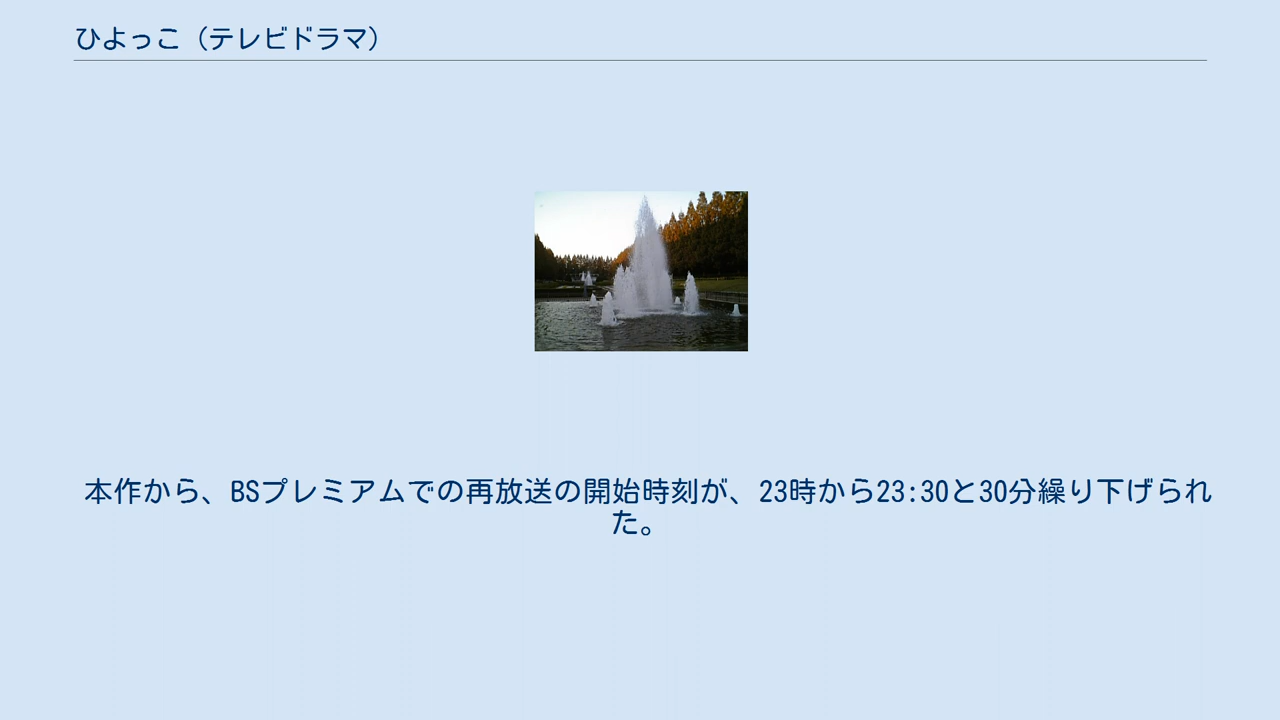 ひよっこ（テレビドラマ）
本作から、BSプレミアムでの再放送の開始時刻が、23時から23:30と30分繰り下げられ
た。